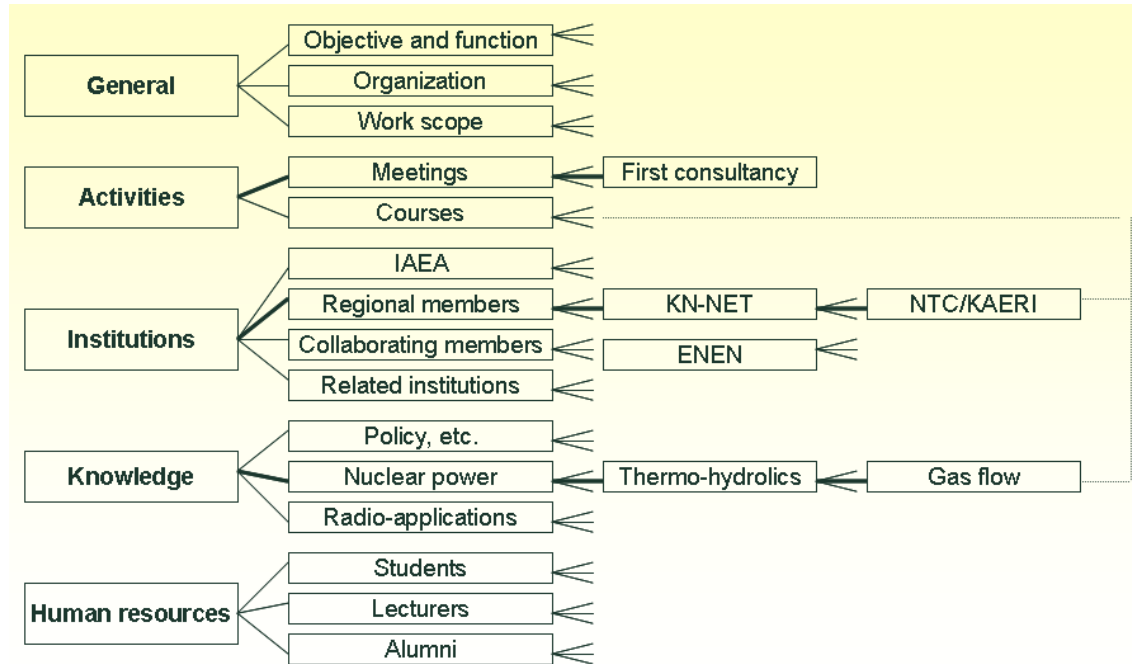 General
Objective and function
Organization
Work scope
Activities
Meetings
First consultancy
Courses
Institutions
IAEA
Regional members
KN-NET
NTC/KAERI
Collaborating members
ENEN
Related institutions
Knowledge
Policy, etc.
Nuclear power
Thermo-hydrolics
Gas flow
Radio-applications
Human resources
Students
Lecturers
Alumni